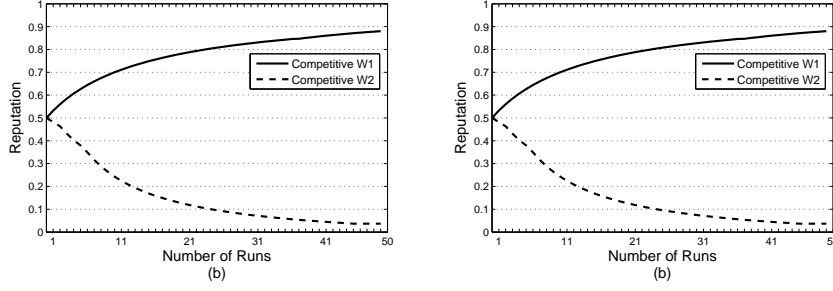 1
0.9
0.8
0.7
0.6
0.5
0.4
0.3
0.2
0.1
0
Reputation
Competitive W1
Competitive W2
1 11 21 31 41 50
Number of Runs
(b)
1
0.9
0.8
0.7
0.6
0.5
0.4
0.3
0.2
0.1
0
Reputation
Competitive W1
Competitive W2
1 11 21 31 41
Number of Runs
(b)